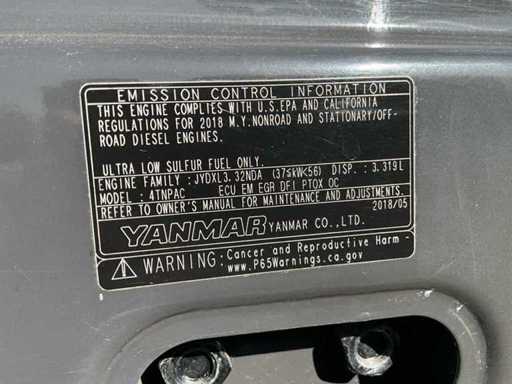 EMISSION CONTROL INFORMATION
THIS ENGINE COMPLIES WITH U.S.EPA AND CALIFORNIA
REGULATIONS FOR 2018 M.Y.NONROAD AND STATIONARY/OFF-
ROAD DIESEL ENGINES.
ULTRA LOW SULFUR FUEL ONLY.
ENGINE FAMILY : JYDXL3.32NDA (37≤kW<56) DISP. : 3.319L
MODEL : 4TNPAC ECU EM EGR DFI PTOX OC
REFER TO OWNER'S MANUAL FOR MAINTENANCE AND ADJUSTMENTS.
2018/05
YANMAR YANMAR CO.,LTD.
WARNING: Cancer and Reproductive Harm -
www.P65Warnings.ca.gov